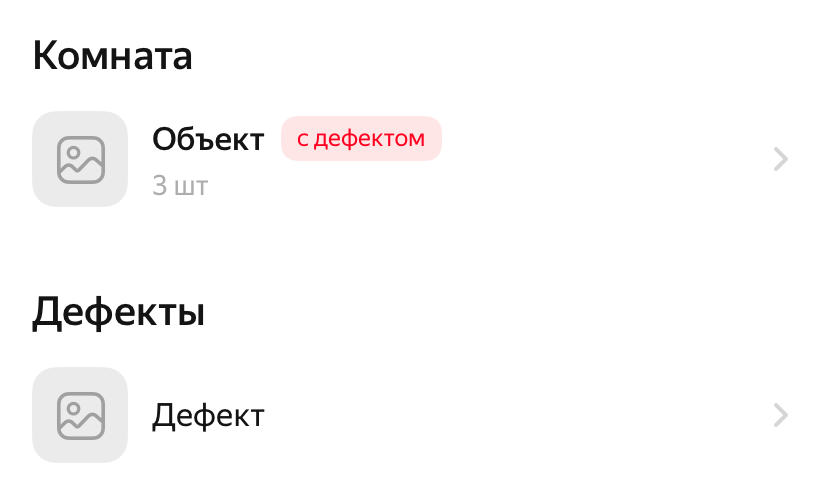 Комната
Объект с дефектом
3 шт
Дефекты
Дефект